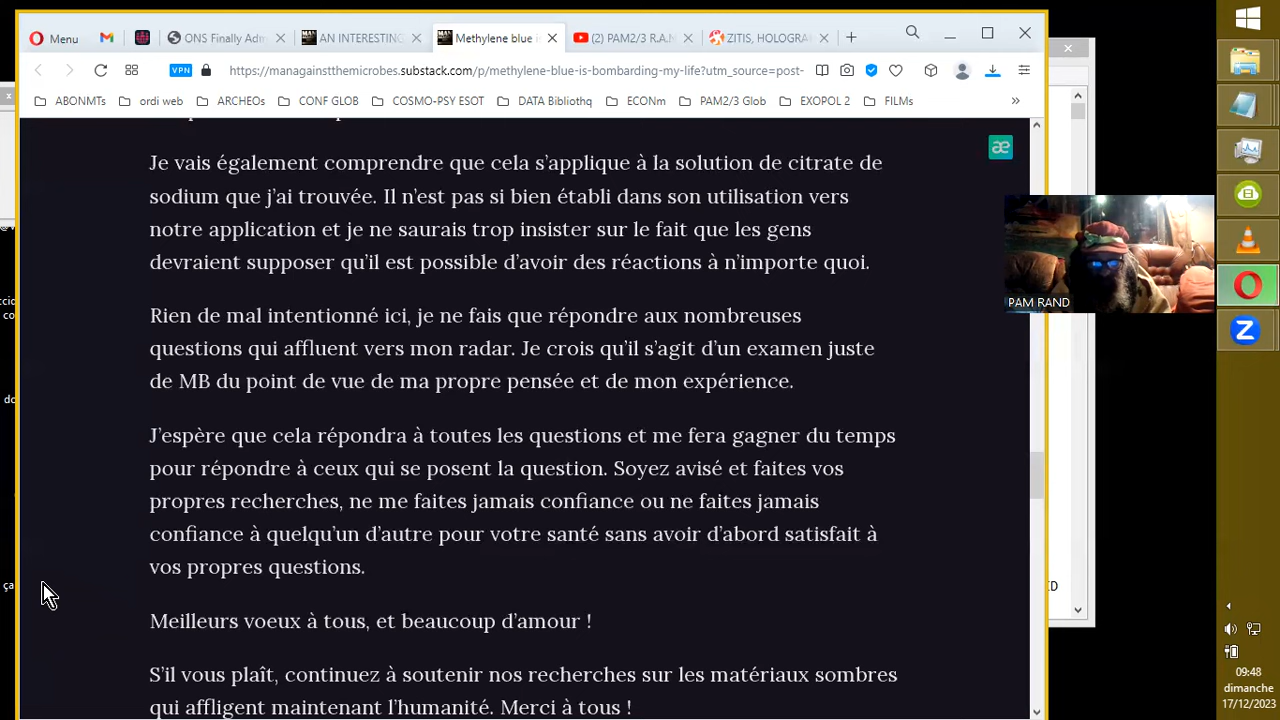 Menu
ONS Finally Adm
AN INTERESTING
Methylene blue i
(2) PAM2/3 R.A.M
ZITIS, HOLOGRA
VPN
https://managainstthemicrobes.substack.com/p/methylene-blue-is-bombarding-my-life?utm_source=post-
ABONMTs
ordi web
ARCHEOs
CONF GLOB
COSMO-PSY ESOT
DATA Bibliothq
ECONm
PAM2/3 Glob
EXOPOL 2
FILMs
»
Je vais également comprendre que cela s’applique à la solution de citrate de
sodium que j’ai trouvée. Il n’est pas si bien établi dans son utilisation vers
notre application et je ne saurais trop insister sur le fait que les gens
devraient supposer qu’il est possible d’avoir des réactions à n’importe quoi.
Rien de mal intentionné ici, je ne fais que répondre aux nombreuses
questions qui affluent vers mon radar. Je crois qu’il s’agit d’un examen juste
de MB du point de vue de ma propre pensée et de mon expérience.
J’espère que cela répondra à toutes les questions et me fera gagner du temps
pour répondre à ceux qui se posent la question. Soyez avisé et faites vos
propres recherches, ne me faites jamais confiance ou ne faites jamais
confiance à quelqu’un d’autre pour votre santé sans avoir d’abord satisfait à
vos propres questions.
Meilleurs voeux à tous, et beaucoup d’amour !
S’il vous plaît, continuez à soutenir nos recherches sur les matériaux sombres
qui affligent maintenant l’humanité. Merci à tous !
æ
PAM RAND
09:48
dimanche
17/12/2023